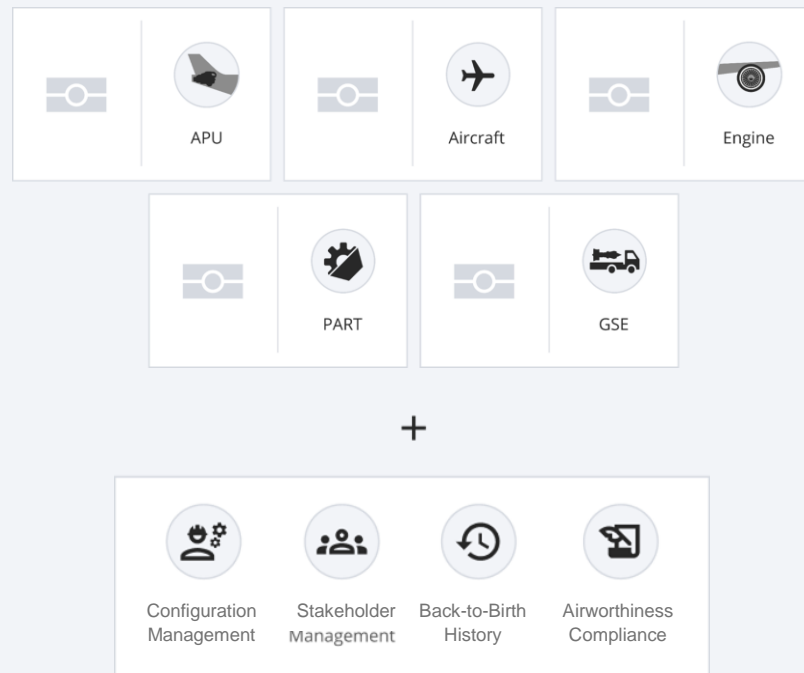 APU
Aircraft
Engine
PART
GSE
+
Configuration Management
Stakeholder Management
Back-to-Birth History
Airworthiness Compliance